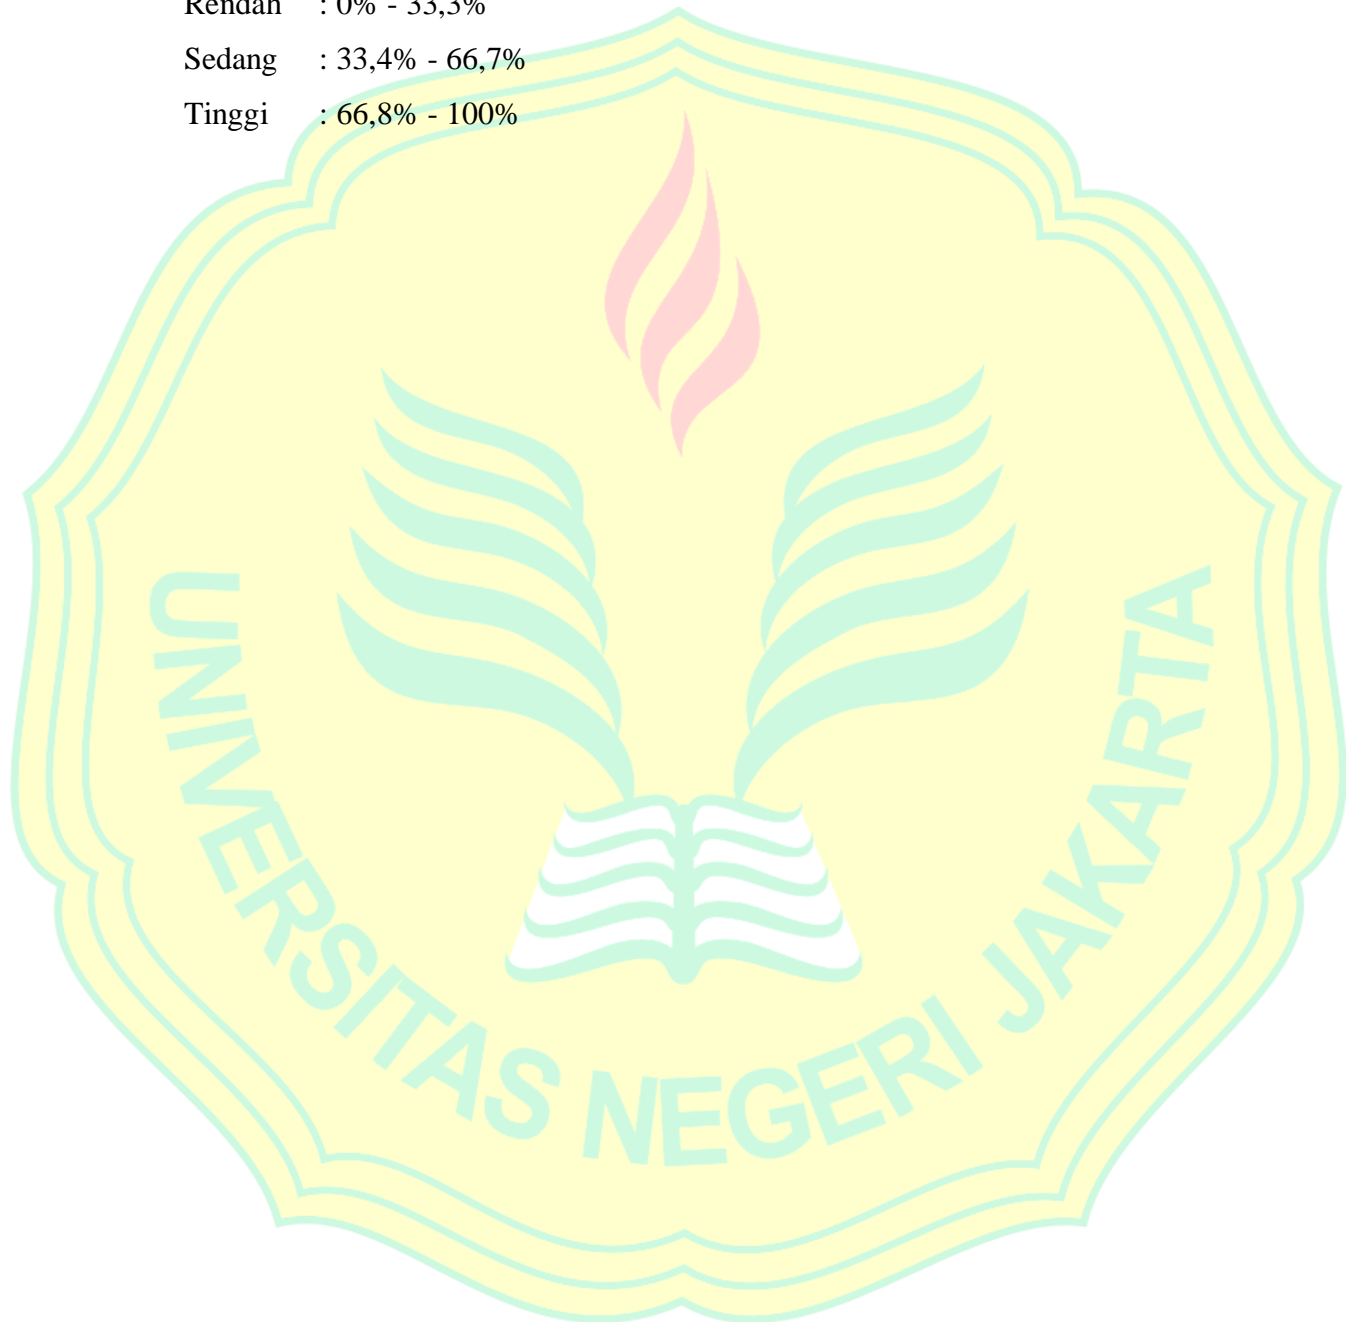 Rendah : 0% - 33,3%
Sedang : 33,4% - 66,7%
Tinggi : 66,8% - 100%
UNIVERSITAS NEGERI JAKARTA